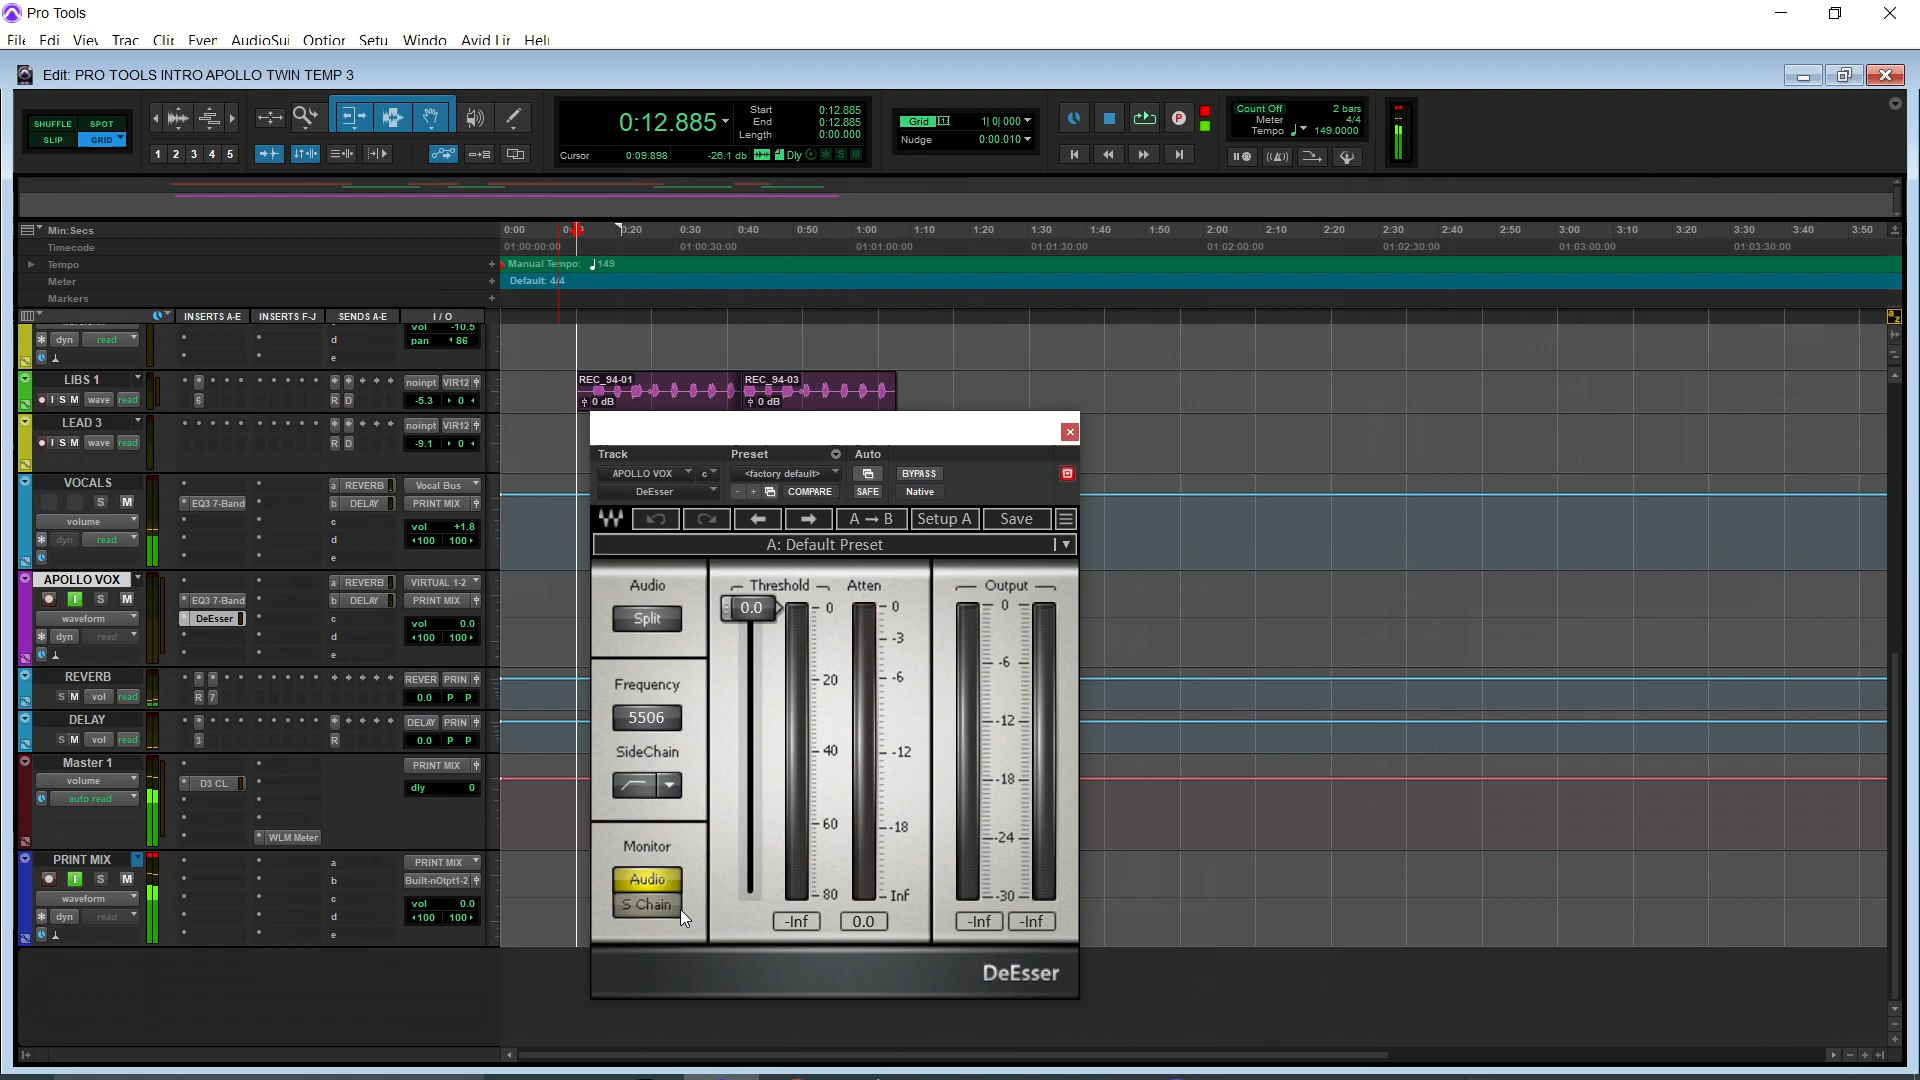 Pro Tools
File Edit View Track Clip Event AudioSui Option Setu Windo Avid Lin Help
Edit: PRO TOOLS INTRO APOLLO TWIN TEMP 3
SHUFFLE SPOT
SLIP GRID
1 2 3 4 5
0:12.885
Start 0:12.885
End 0:12.885
Length 0:00.000
Cursor 0:09.898 -26.1 db Dly S M
Grid 1| 0| 000
Nudge 0:00.010
P
Count Off 2 bars
Meter 4/4
Tempo 149.0000
Min:Secs
0:00 0:20 0:30 0:40 0:50 1:00 1:10 1:20 1:30 1:40 1:50 2:00 2:10 2:20 2:30 2:40 2:50 3:00 3:10 3:20 3:30 3:40 3:50
Timecode
01:00:00:00 01:00:30:00 01:01:00:00 01:01:30:00 01:02:00:00 01:02:30:00 01:03:00:00 01:03:30:00
Tempo
Manual Tempo: 149
Meter
Default: 4/4
Markers
INSERTS A-E INSERTS F-J SENDS A-E I / O
dyn read d
e
vol -10.5
pan 86
LIBS 1
I S M wave read
6
R D
noinpt VIR12
-5.3 0
REC_94-01
0 dB
REC_94-03
0 dB
LEAD 3
I S M wave read
R D
noinpt VIR12
-9.1 0
VOCALS
S M
volume
dyn read
EQ3 7-Band
a REVERB
b DELAY
c
d
e
Vocal Bus
PRINT MIX
vol +1.8
100 100
APOLLO VOX
I S M
waveform
dyn read
EQ3 7-Band
DeEsser
a REVERB
b DELAY
c
d
e
VIRTUAL 1-2
PRINT MIX
vol 0.0
100 100
REVERB
S M vol read
R 7
REVER PRIN
0.0 P P
DELAY
S M vol read
3
R
DELAY PRIN
0.0 P P
Master 1
volume
auto read
D3 CL
WLM Meter
PRINT MIX
dly 0
PRINT MIX
I S M
waveform
dyn read
a
b
c
d
e
PRINT MIX
Built-nOtpt1-2
vol 0.0
100 100
Track Preset Auto
APOLLO VOX c <factory default> BYPASS
DeEsser - + COMPARE SAFE Native
A → B Setup A Save
A: Default Preset
Audio
Split
Frequency
5506
SideChain
Monitor
Audio
S Chain
Threshold Atten
0.0
0
20
40
60
80
0
-3
-6
-12
-18
Inf
-Inf 0.0
Output
0
-6
-12
-18
-24
-30
-Inf -Inf
DeEsser